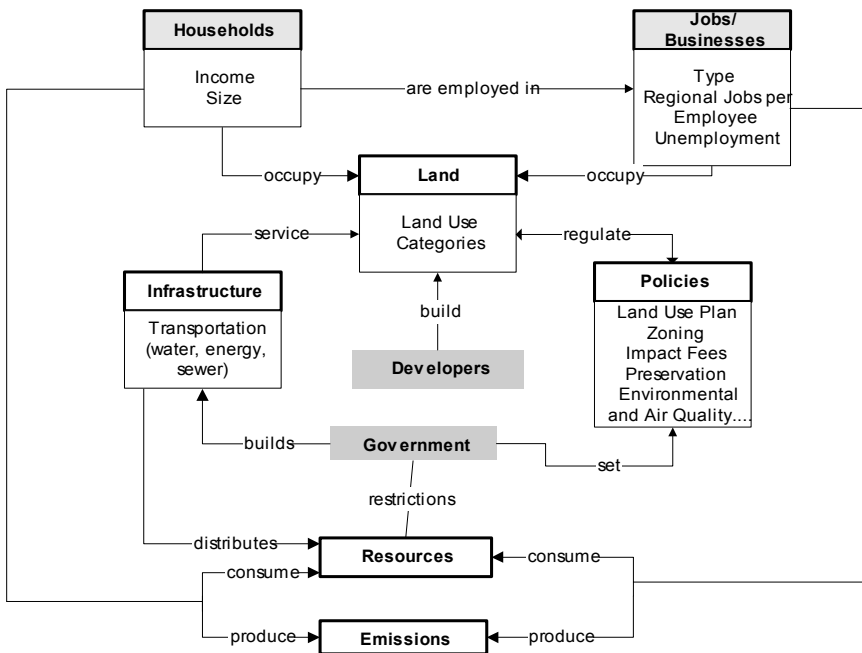 Households
Jobs/
Businesses
Income
Size
are employed in
Type
Regional Jobs per
Employee
Unemployment
occupy
Land
occupy
Land Use
Categories
service
regulate
Infrastructure
Policies
Transportation
(water, energy,
sewer)
build
Land Use Plan
Zoning
Impact Fees
Preservation
Environmental
and Air Quality....
Developers
builds
Government
set
restrictions
distributes
Resources
consume
consume
produce
Emissions
produce